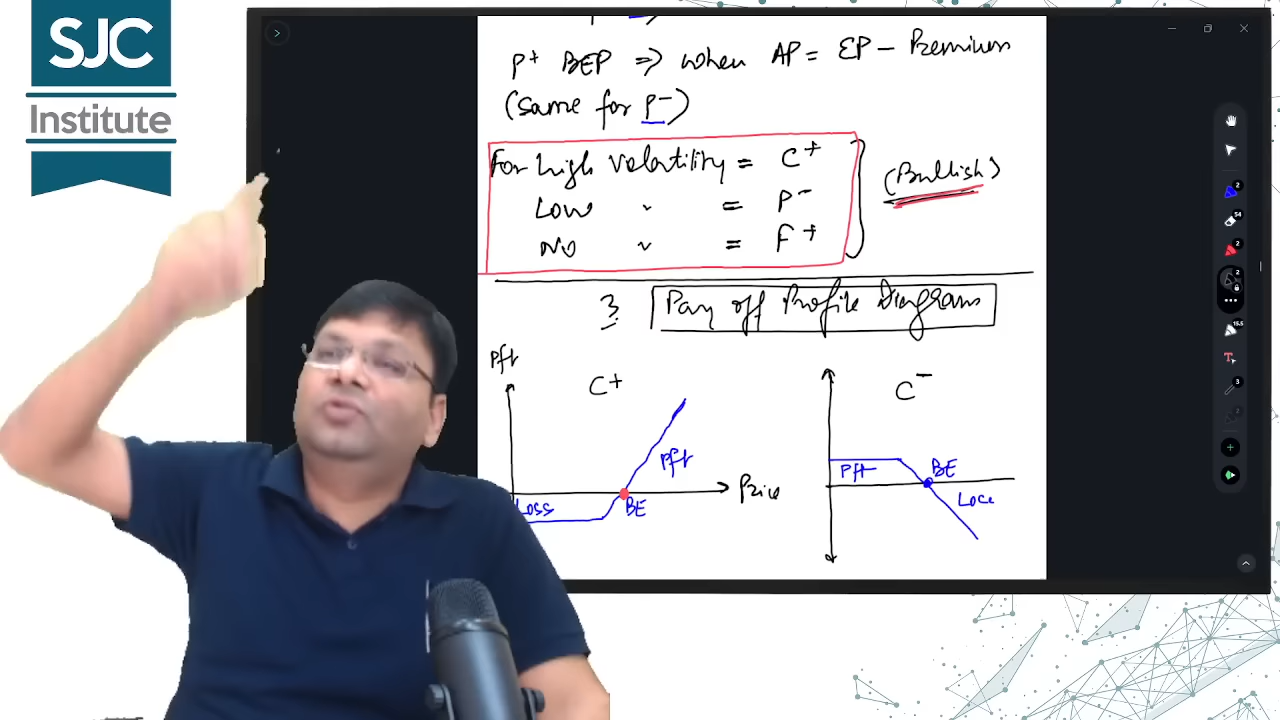 SJC
Institute
P+ BEP => when AP = EP - Premium
(Same for P-)
For high volatility = C+
Low " = P-
No " = F+
(Bullish)
3 Pay off Profile Diagrams
Pft
C+
Pft
Loss
BE
Price
C-
Pft
BE
Loss